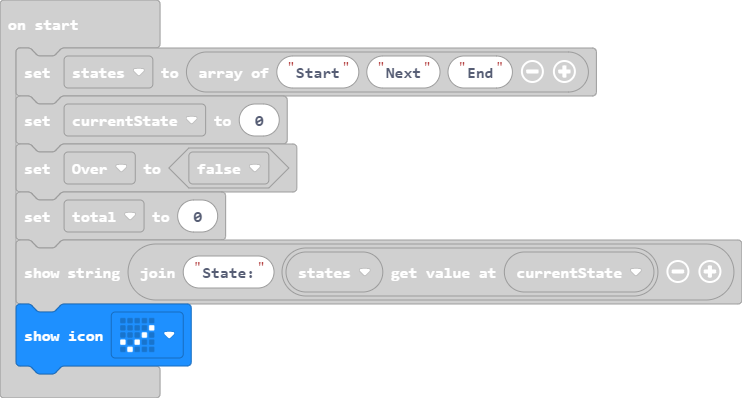 on start
set states to array of "Start" "Next" "End"
set currentState to 0
set Over to false
set total to 0
show string join "State:" states get value at currentState
show icon